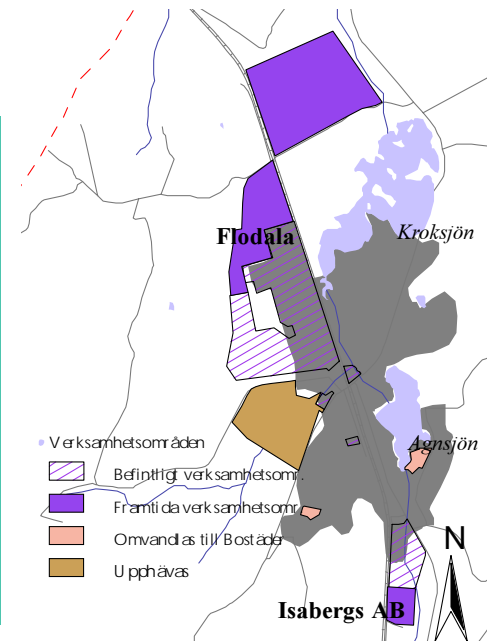 Flodala
Kroksjön
Agnsjön
Verksamhetsområden
Befintligt verksamhetsomr.
Framtida verksamhetsomr.
Omvandlas till Bostäder
Upphävas
N
Isabergs AB